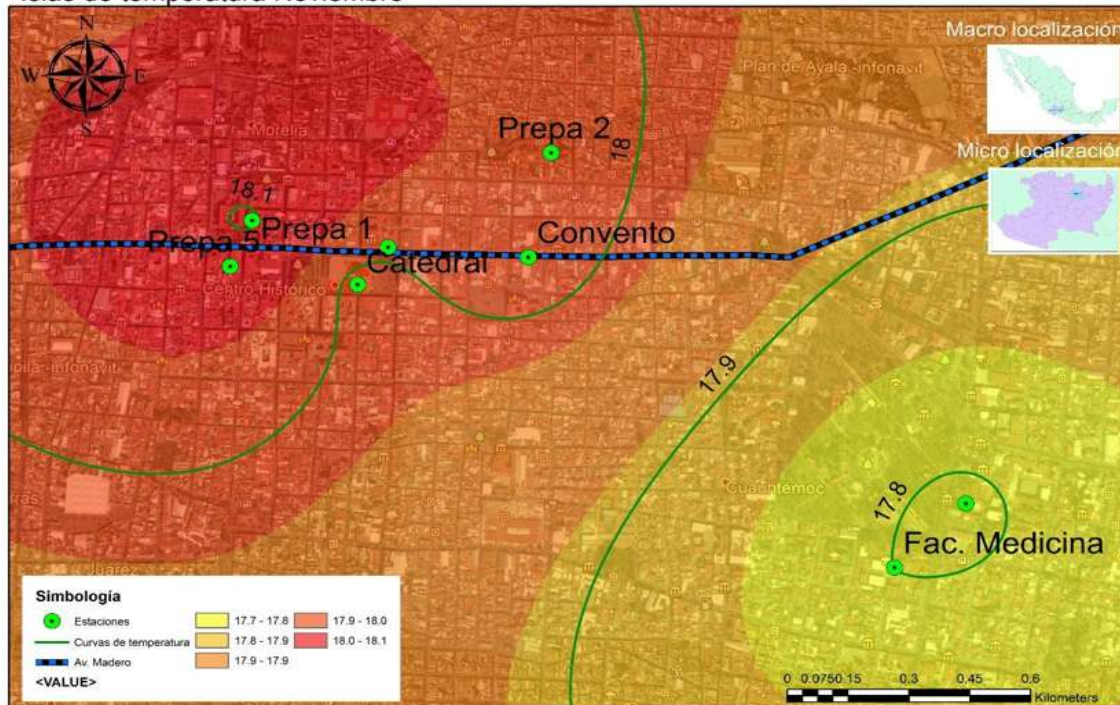 Islas de temperatura Noviembre
N
W E
S
Macro localización
Plan de Ayala -infonavit
Morelia
Prepa 2
18
Micro localización
18.1
Prepa 1
Prepa 5
Convento
Catedral
Centro Histórico
17.9
Cuauhtemoc
17.8
Fac. Medicina
Juárez
Simbología
Estaciones
Curvas de temperatura
Av. Madero
<VALUE>
17.7 - 17.8
17.8 - 17.9
17.9 - 17.9
17.9 - 18.0
18.0 - 18.1
0 0.0750.15 0.3 0.45 0.6
Kilometers